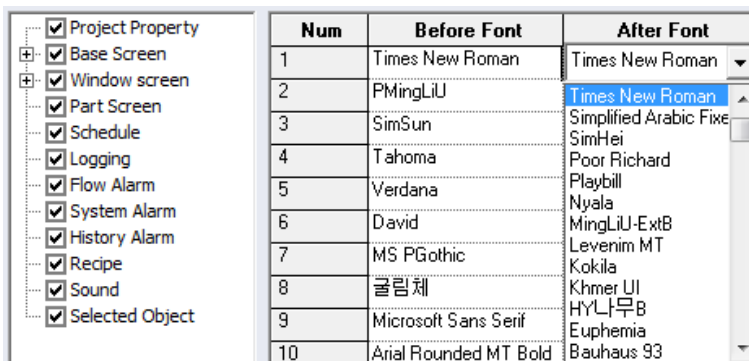 Project Property
Base Screen
Window screen
Part Screen
Schedule
Logging
Flow Alarm
System Alarm
History Alarm
Recipe
Sound
Selected Object
Num Before Font After Font
1 Times New Roman Times New Roman
2 PMingLiU
3 SimSun
4 Tahoma
5 Verdana
6 David
7 MS PGothic
8 굴림체
9 Microsoft Sans Serif
10 Arial Rounded MT Bold
Times New Roman
Simplified Arabic Fixe
SimHei
Poor Richard
Playbill
Nyala
MingLiU-ExtB
Levenim MT
Kokila
Khmer UI
HY나무B
Euphemia
Bauhaus 93